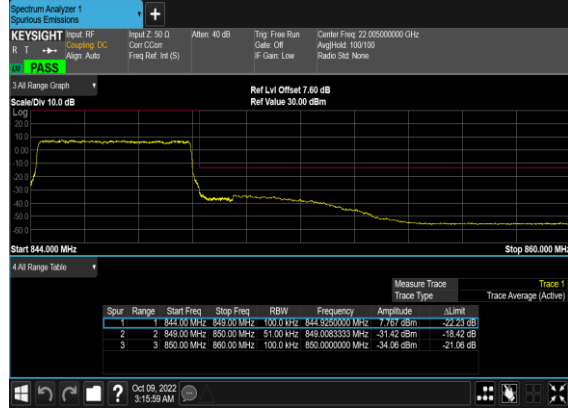 Spectrum Analyzer 1
Spurious Emissions
KEYSIGHT Input: RF Input Z: 50 Ω Atten: 40 dB Trig: Free Run Center Freq: 22.005000000 GHz
R T Coupling: DC Corr CCorr Gate: Off Avg|Hold: 100/100
Align: Auto Freq Ref: Int (S) IF Gain: Low Radio Std: None
PASS
3 All Range Graph
Ref Lvl Offset 7.60 dB
Scale/Div 10.0 dB Ref Value 30.00 dBm
Log
20.0
10.0
0.00
-10.0
-20.0
-30.0
-40.0
-50.0
-60.0
Start 844.000 MHz Stop 860.000 MHz
4 All Range Table
Measure Trace Trace 1
Trace Type Trace Average (Active)
Spur Range Start Freq Stop Freq RBW Frequency Amplitude ΔLimit
1 1 844.00 MHz 849.00 MHz 100.0 kHz 844.9250000 MHz 7.767 dBm -22.23 dB
2 2 849.00 MHz 850.00 MHz 51.00 kHz 849.0083333 MHz -31.42 dBm -18.42 dB
3 3 850.00 MHz 860.00 MHz 100.0 kHz 850.0000000 MHz -34.06 dBm -21.06 dB
Oct 09, 2022
3:15:59 AM